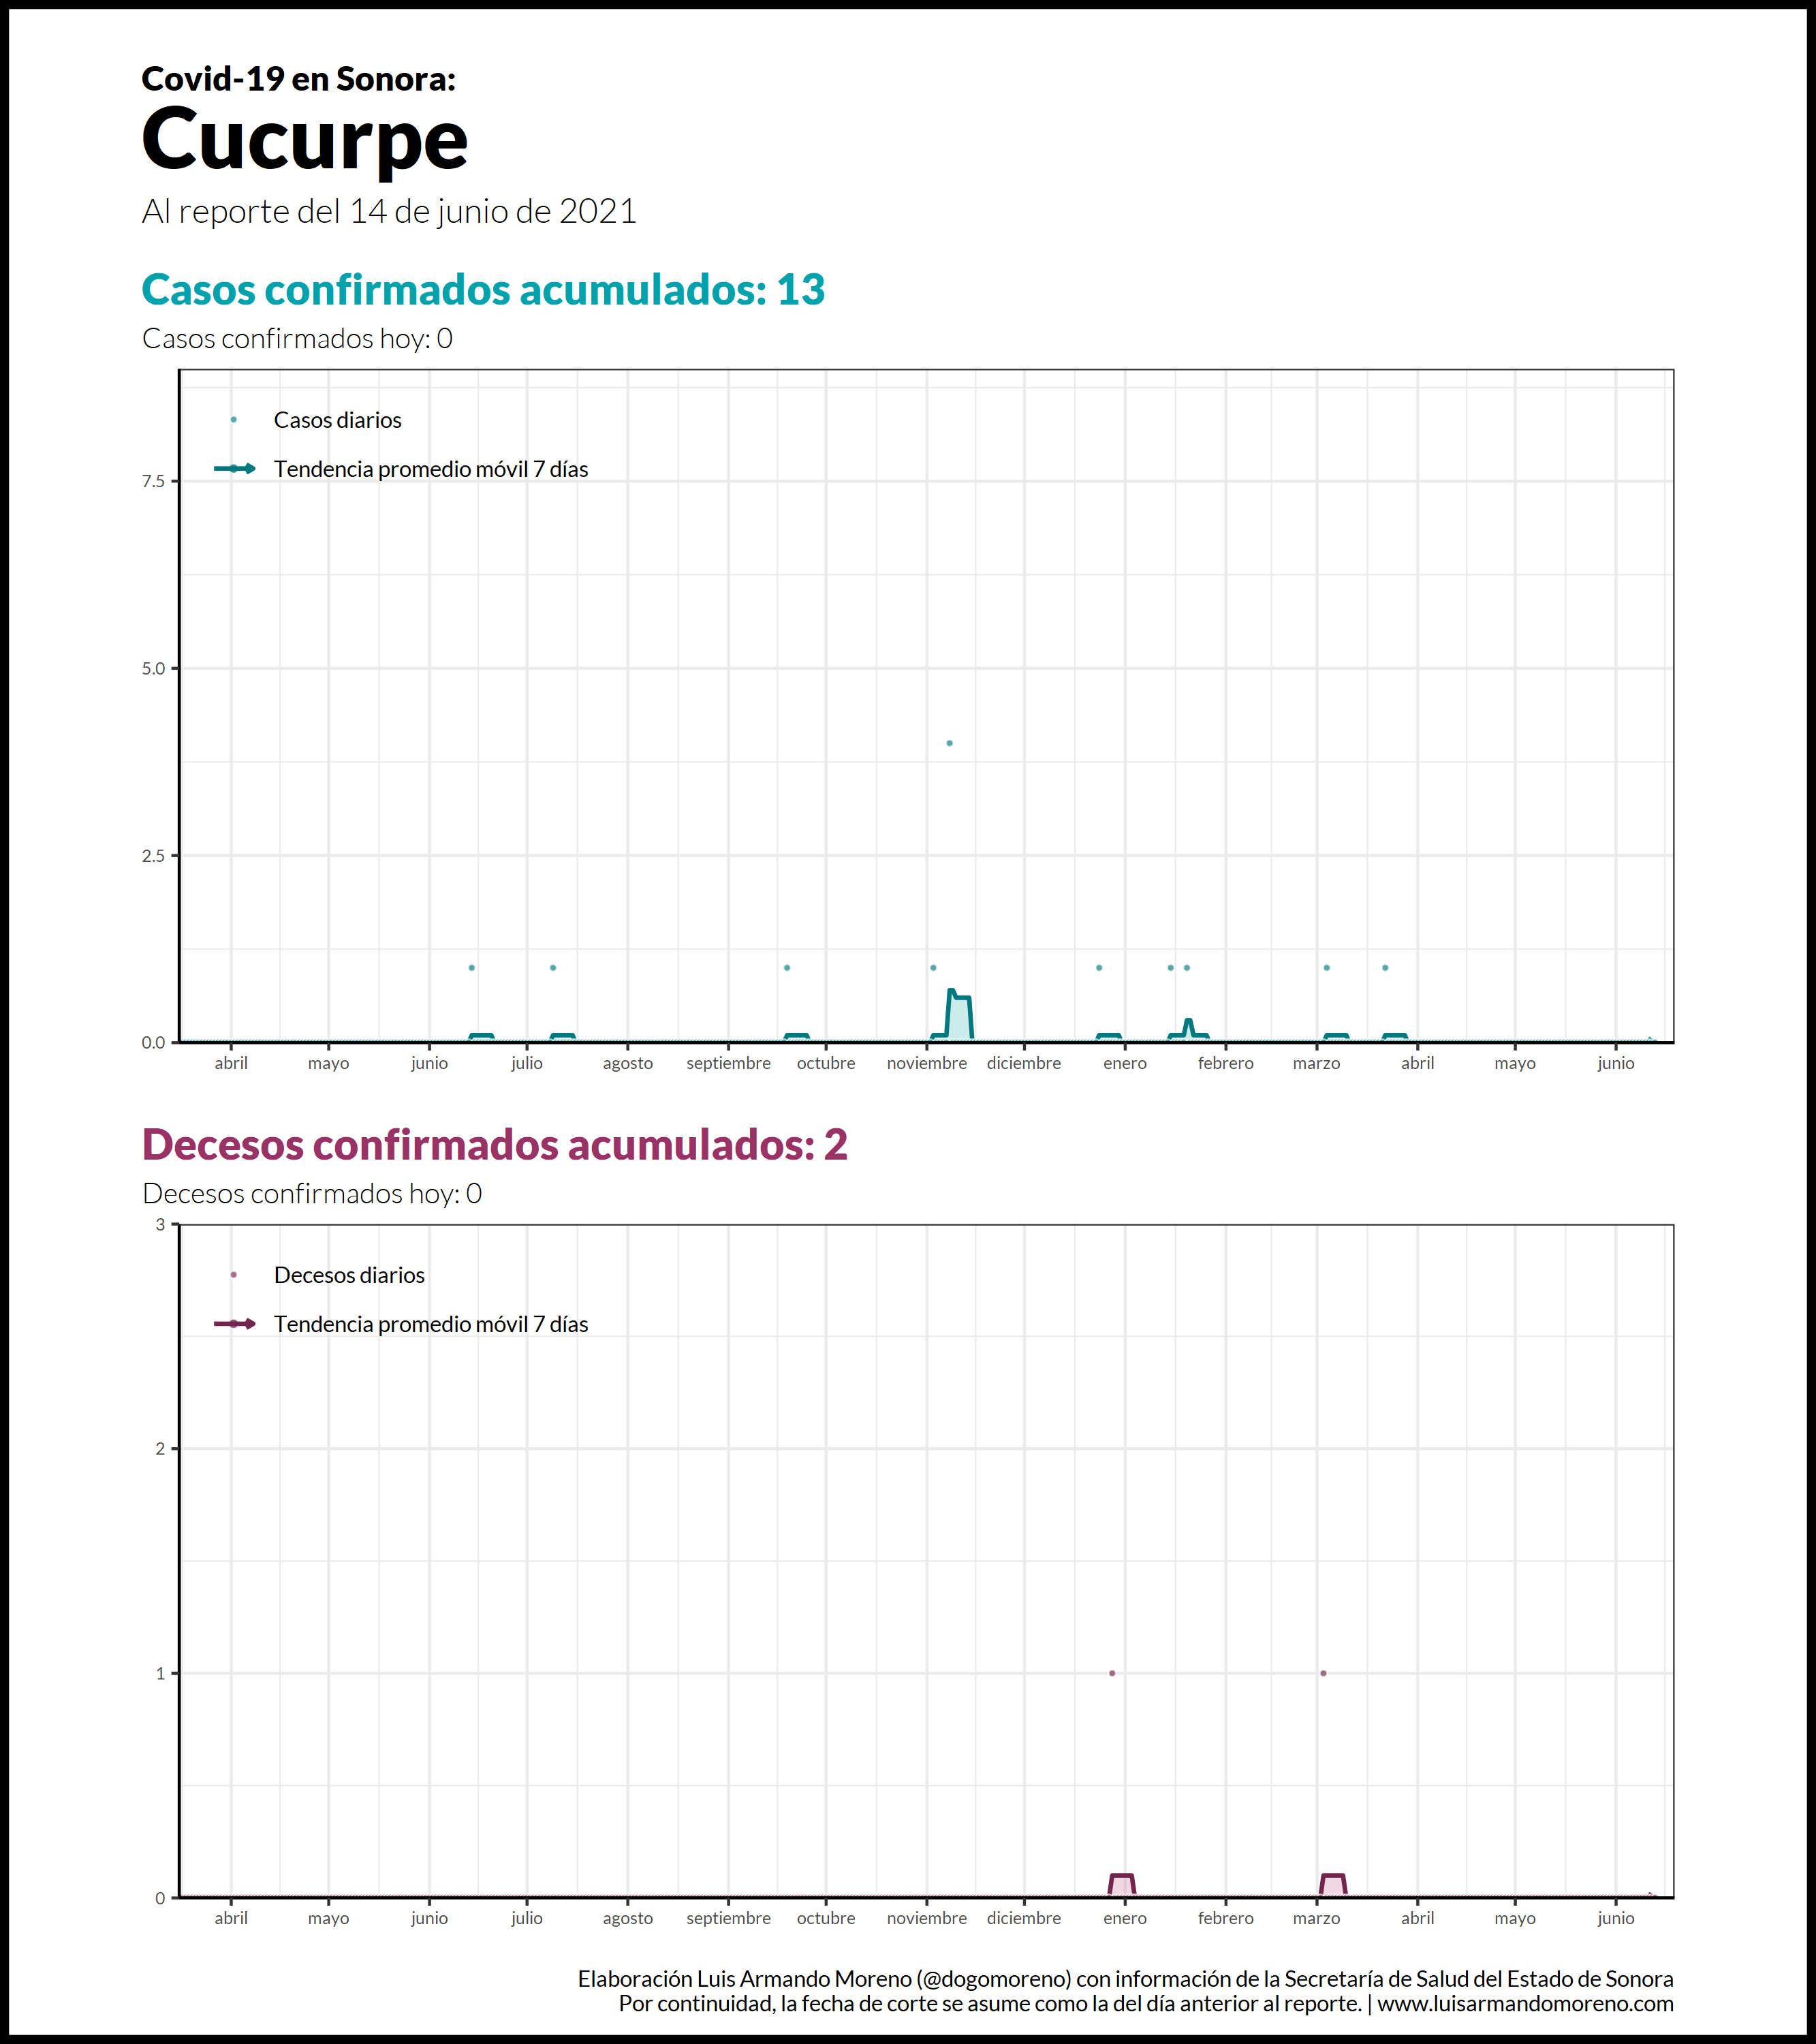 Covid-19 en Sonora:
Cucurpe
Al reporte del 14 de junio de 2021
Casos confirmados acumulados: 13
Casos confirmados hoy: 0
Casos diarios
Tendencia promedio móvil 7 días
7.5
5.0
2.5
0.0
abril mayo junio julio agosto septiembre octubre noviembre diciembre enero febrero marzo abril mayo junio
Decesos confirmados acumulados: 2
Decesos confirmados hoy: 0
3
Decesos diarios
Tendencia promedio móvil 7 días
2
1
0
abril mayo junio julio agosto septiembre octubre noviembre diciembre enero febrero marzo abril mayo junio
Elaboración Luis Armando Moreno (@dogomoreno) con información de la Secretaría de Salud del Estado de Sonora
Por continuidad, la fecha de corte se asume como la del día anterior al reporte. | www.luisarmandomoreno.com